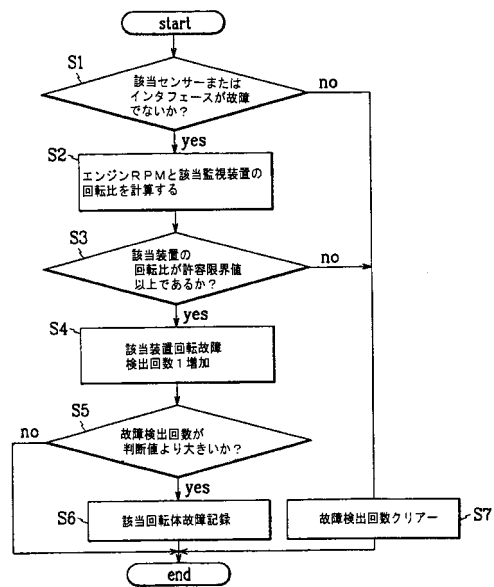 start
S1
該当センサーまたは
インタフェースが故障
でないか?
no
yes
S2
エンジンRPMと該当監視装置の
回転比を計算する
S3
該当装置の
回転比が許容限界値
以上であるか?
no
yes
S4
該当装置回転故障
検出回数1増加
S5
no
故障検出回数が
判断値より大きいか?
yes
S6
該当回転体故障記録
故障検出回数クリアー
S7
end